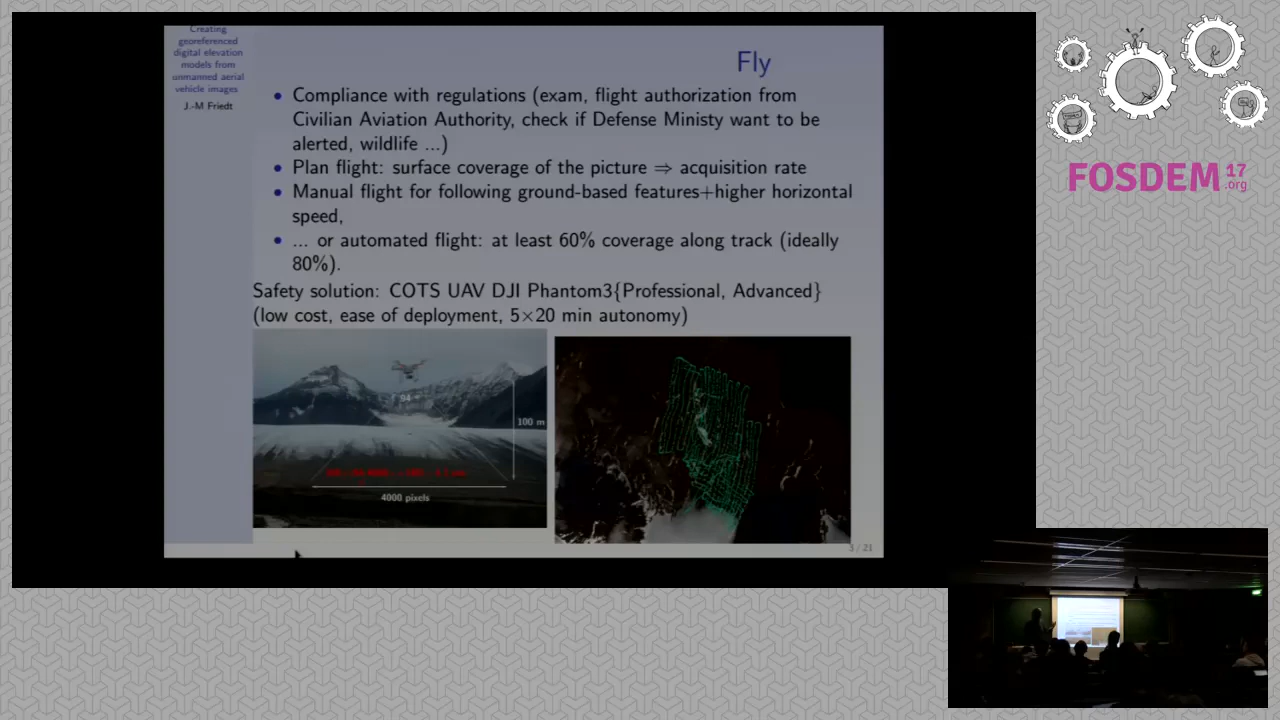 Creating
georeferenced
digital elevation
models from
unmanned aerial
vehicle images
J.-M Friedt
Fly
• Compliance with regulations (exam, flight authorization from
Civilian Aviation Authority, check if Defense Ministy want to be
alerted, wildlife ...)
• Plan flight: surface coverage of the picture ⇒ acquisition rate
• Manual flight for following ground-based features+higher horizontal
speed,
• ... or automated flight: at least 60% coverage along track (ideally
80%).
Safety solution: COTS UAV DJI Phantom3{Professional, Advanced}
(low cost, ease of deployment, 5×20 min autonomy)
94
100 m
4000 pixels
3 / 21
FOSDEM 17
.org